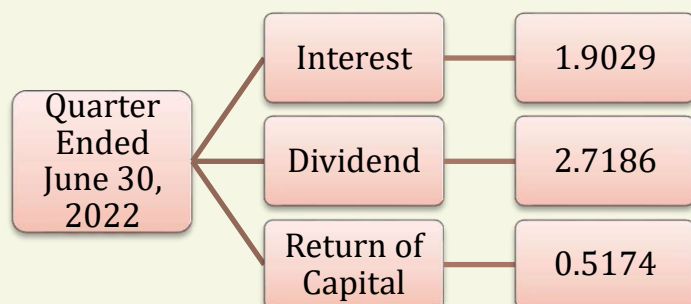 Quarter
Ended
June 30,
2022
Interest
1.9029
Dividend
2.7186
Return of
Capital
0.5174